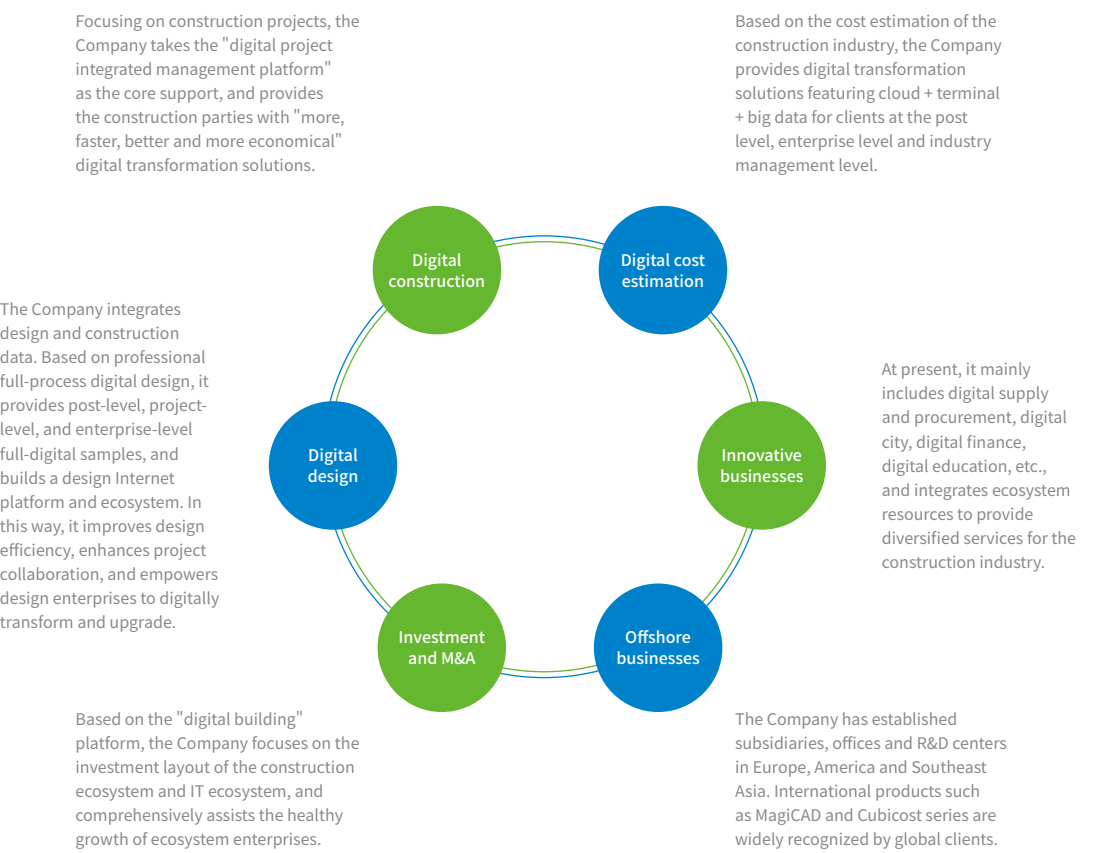 Focusing on construction projects, the
Company takes the "digital project
integrated management platform"
as the core support, and provides
the construction parties with "more,
faster, better and more economical"
digital transformation solutions.
Based on the cost estimation of the
construction industry, the Company
provides digital transformation
solutions featuring cloud + terminal
+ big data for clients at the post
level, enterprise level and industry
management level.
Digital
construction
Digital cost
estimation
The Company integrates
design and construction
data. Based on professional
full-process digital design, it
provides post-level, project-
level, and enterprise-level
full-digital samples, and
builds a design Internet
platform and ecosystem. In
this way, it improves design
efficiency, enhances project
collaboration, and empowers
design enterprises to digitally
transform and upgrade.
Digital
design
Innovative
businesses
At present, it mainly
includes digital supply
and procurement, digital
city, digital finance,
digital education, etc.,
and integrates ecosystem
resources to provide
diversified services for the
construction industry.
Investment
and M&A
Offshore
businesses
Based on the "digital building"
platform, the Company focuses on the
investment layout of the construction
ecosystem and IT ecosystem, and
comprehensively assists the healthy
growth of ecosystem enterprises.
The Company has established
subsidiaries, offices and R&D centers
in Europe, America and Southeast
Asia. International products such
as MagiCAD and Cubicost series are
widely recognized by global clients.